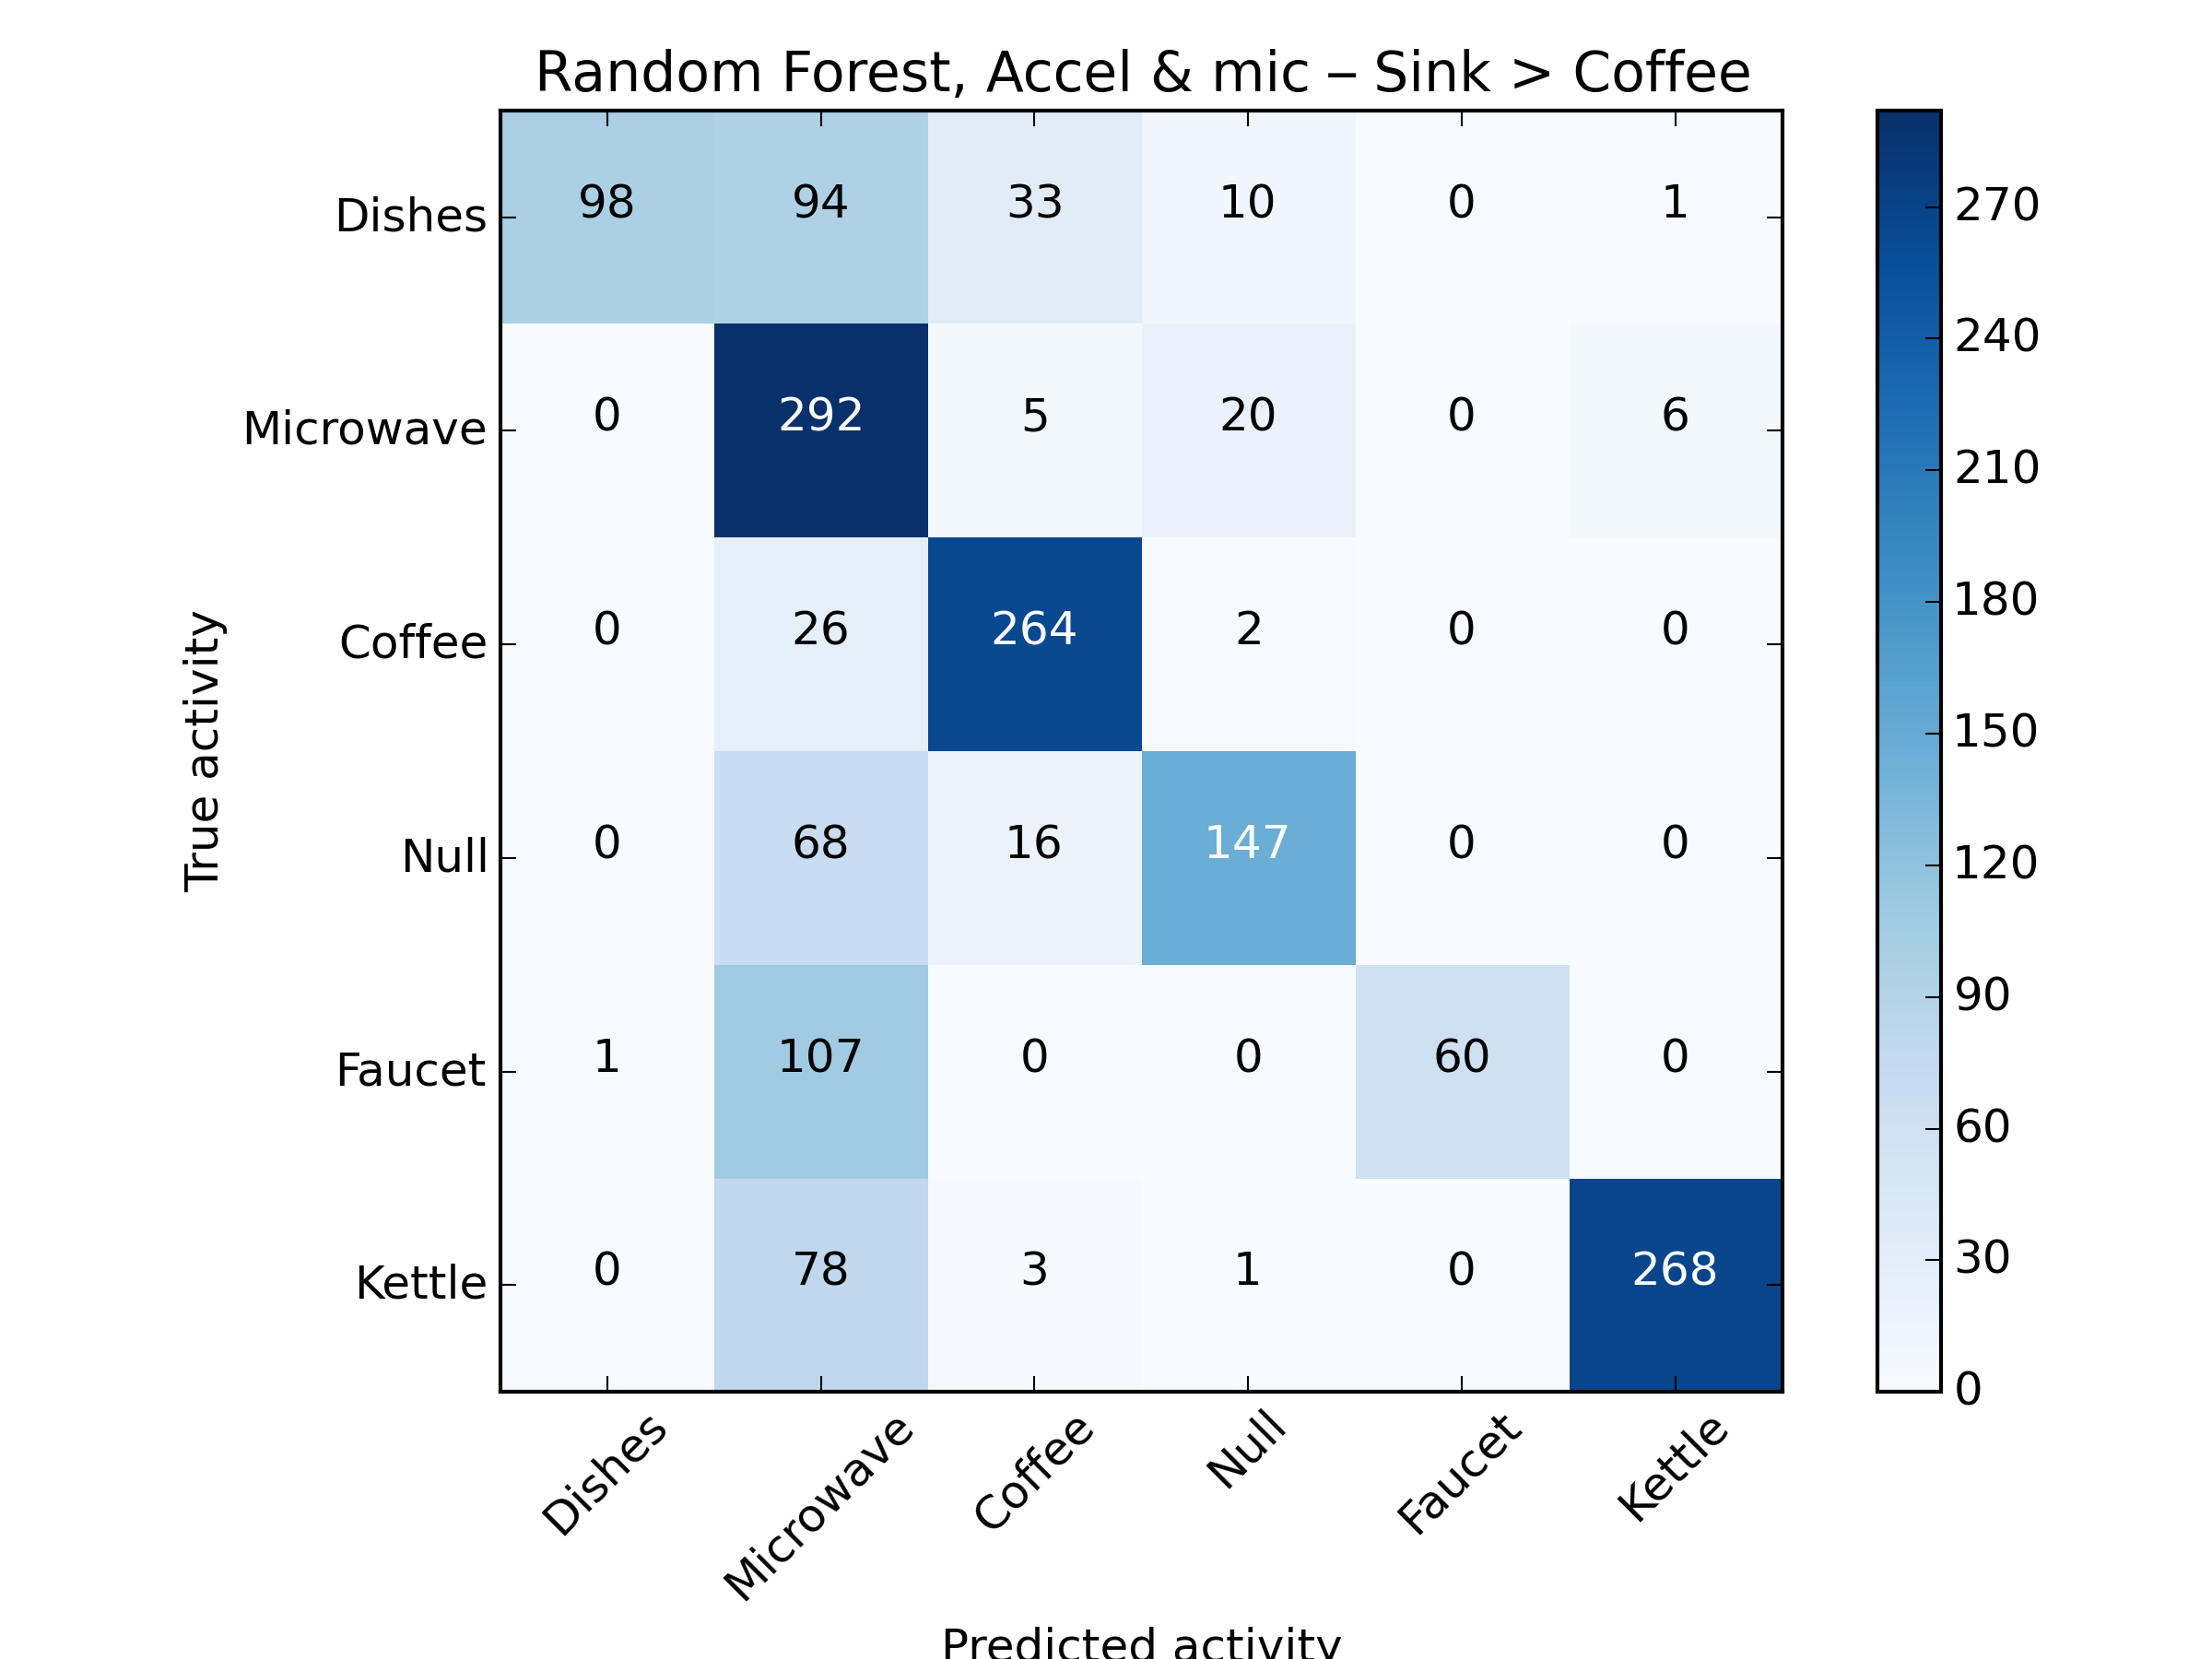 Random Forest, Accel & mic – Sink > Coffee
Dishes 98 94 33 10 0 1
Microwave 0 292 5 20 0 6
Coffee 0 26 264 2 0 0
Null 0 68 16 147 0 0
Faucet 1 107 0 0 60 0
Kettle 0 78 3 1 0 268
True activity
Dishes Microwave Coffee Null Faucet Kettle
Predicted activity
270
240
210
180
150
120
90
60
30
0